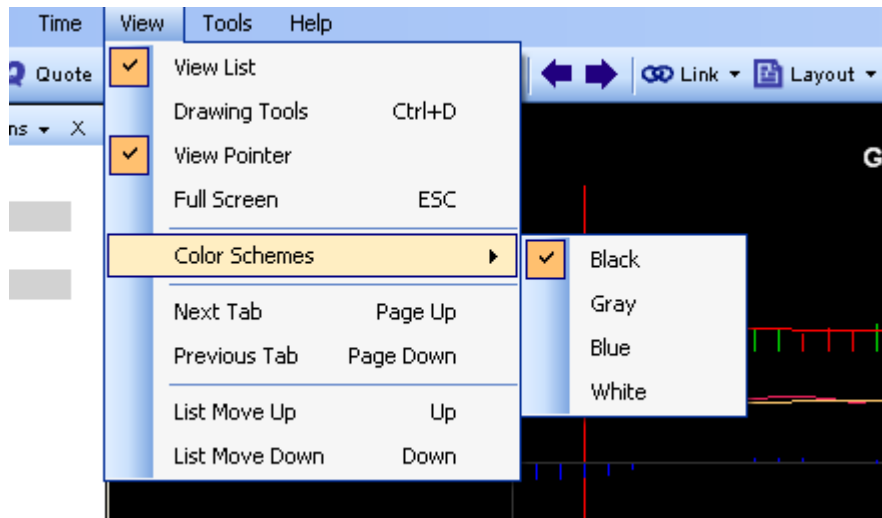 Time View Tools Help
Quote Link Layout
ns X
View List
Drawing Tools Ctrl+D
View Pointer
G
Full Screen ESC
Color Schemes
Black
Gray
Blue
White
Next Tab Page Up
Previous Tab Page Down
List Move Up Up
List Move Down Down